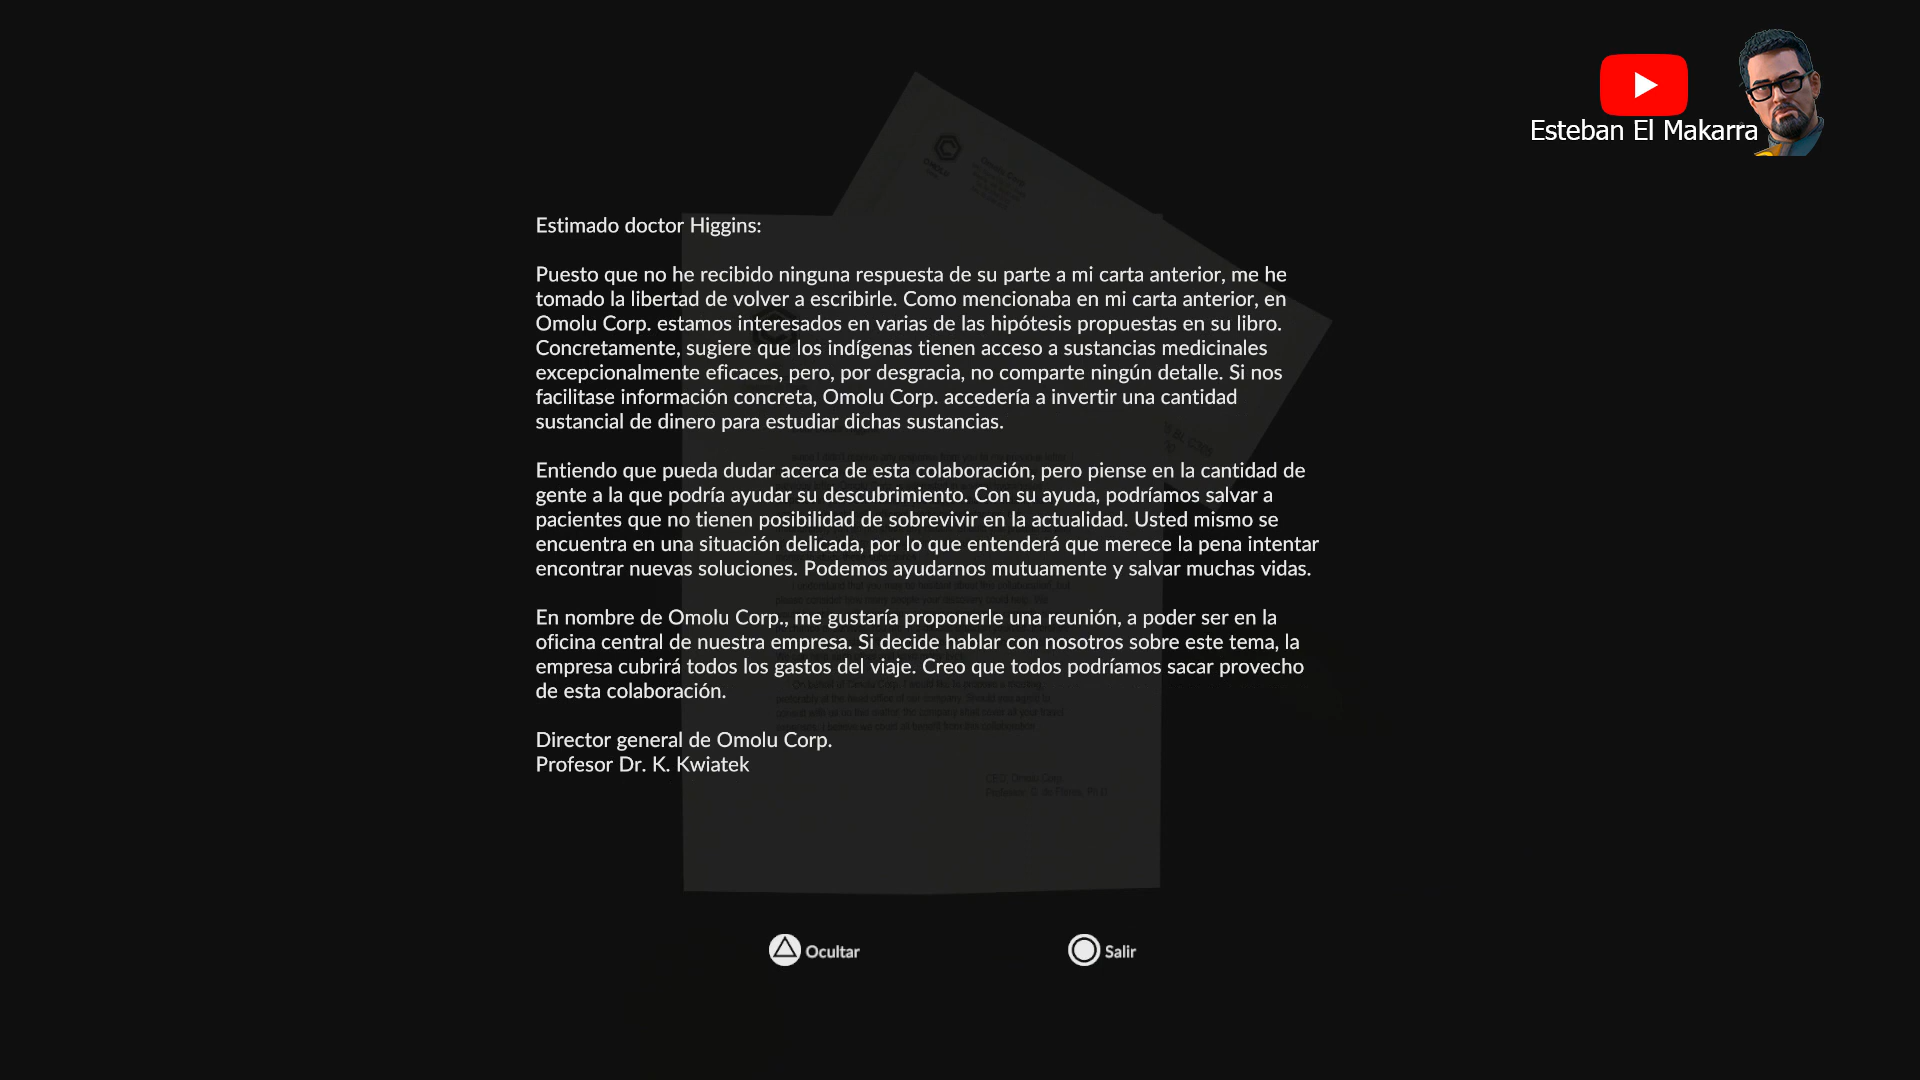 Esteban El Makarra
OMOLU
Estimado doctor Higgins:
Puesto que no he recibido ninguna respuesta de su parte a mi carta anterior, me he
tomado la libertad de volver a escribirle. Como mencionaba en mi carta anterior, en
Omolu Corp. estamos interesados en varias de las hipótesis propuestas en su libro.
Concretamente, sugiere que los indígenas tienen acceso a sustancias medicinales
excepcionalmente eficaces, pero, por desgracia, no comparte ningún detalle. Si nos
facilitase información concreta, Omolu Corp. accedería a invertir una cantidad
sustancial de dinero para estudiar dichas sustancias.
Entiendo que pueda dudar acerca de esta colaboración, pero piense en la cantidad de
gente a la que podría ayudar su descubrimiento. Con su ayuda, podríamos salvar a
pacientes que no tienen posibilidad de sobrevivir en la actualidad. Usted mismo se
encuentra en una situación delicada, por lo que entenderá que merece la pena intentar
encontrar nuevas soluciones. Podemos ayudarnos mutuamente y salvar muchas vidas.
En nombre de Omolu Corp., me gustaría proponerle una reunión, a poder ser en la
oficina central de nuestra empresa. Si decide hablar con nosotros sobre este tema, la
empresa cubrirá todos los gastos del viaje. Creo que todos podríamos sacar provecho
de esta colaboración.
Director general de Omolu Corp.
Profesor Dr. K. Kwiatek
Ocultar
Salir